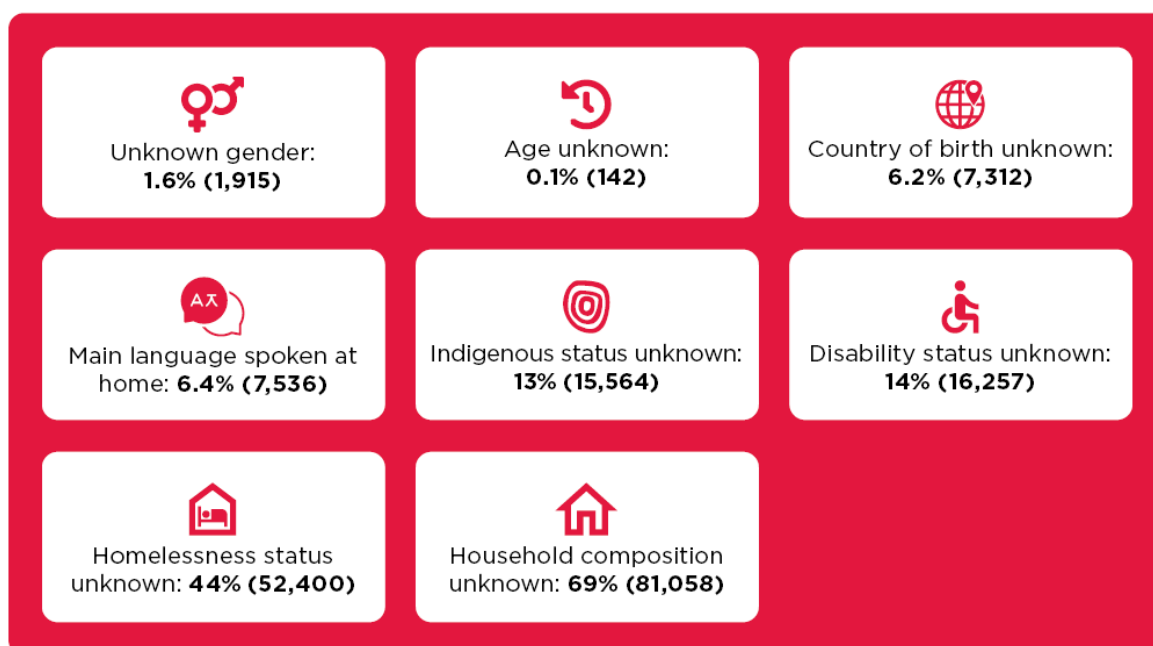 Unknown gender:
1.6% (1,915)
Age unknown:
0.1% (142)
Country of birth unknown:
6.2% (7,312)
A
Main language spoken at
home: 6.4% (7,536)
Indigenous status unknown:
13% (15,564)
Disability status unknown:
14% (16,257)
Homelessness status
unknown: 44% (52,400)
Household composition
unknown: 69% (81,058)